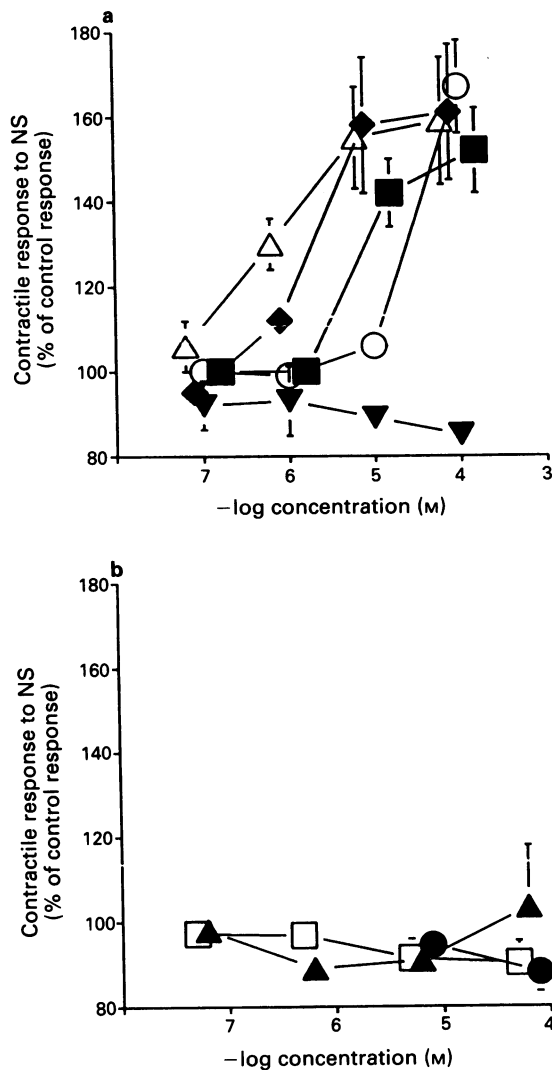 a
180
160
140
120
100
80
Contractile response to NS
(% of control response)
7
6
5
4
3
−log concentration (M)
b
180
160
140
120
100
80
Contractile response to NS
(% of control response)
7
6
5
4
−log concentration (M)